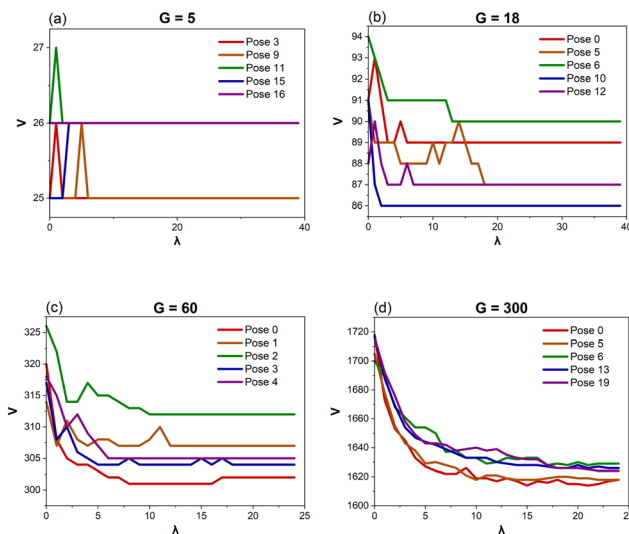 (a)
G = 5
27
26
25
V
0
20
40
λ
Pose 3
Pose 9
Pose 11
Pose 15
Pose 16
(b)
G = 18
94
93
92
91
90
89
88
87
86
V
0
10
20
30
40
λ
Pose 0
Pose 5
Pose 6
Pose 10
Pose 12
(c)
G = 60
325
320
315
310
305
300
V
0
5
10
15
20
25
λ
Pose 0
Pose 1
Pose 2
Pose 3
Pose 4
(d)
G = 300
1720
1700
1680
1660
1640
1620
1600
V
0
5
10
15
20
25
λ
Pose 0
Pose 5
Pose 6
Pose 13
Pose 19